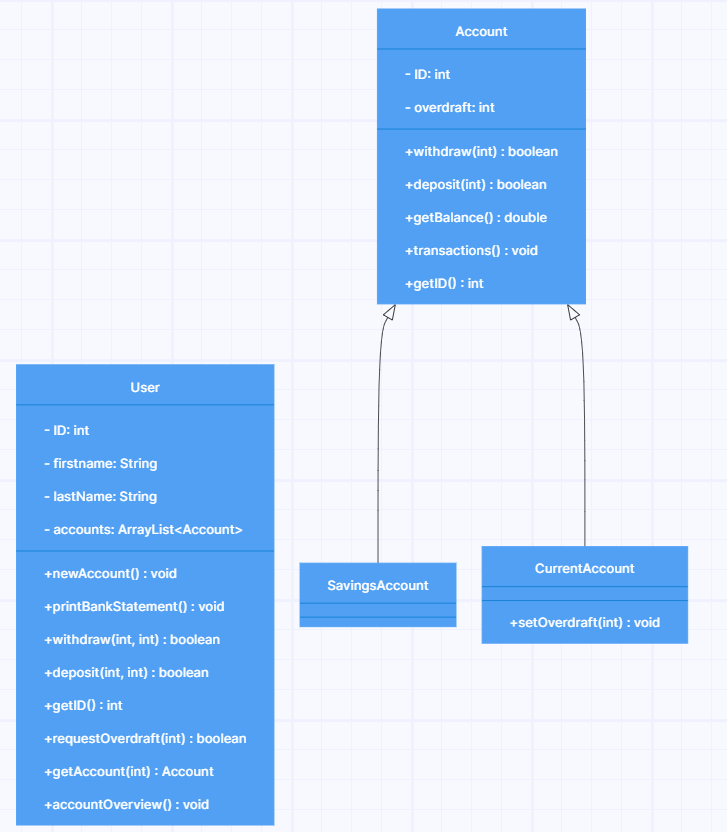 Account
- ID: int
- overdraft: int
+withdraw(int) : boolean
+deposit(int) : boolean
+getBalance() : double
+transactions() : void
+getID() : int
User
- ID: int
- firstname: String
- lastName: String
- accounts: ArrayList<Account>
+newAccount() : void
+printBankStatement() : void
+withdraw(int, int) : boolean
+deposit(int, int) : boolean
+getID() : int
+requestOverdraft(int) : boolean
+getAccount(int) : Account
+accountOverview() : void
SavingsAccount
CurrentAccount
+setOverdraft(int) : void